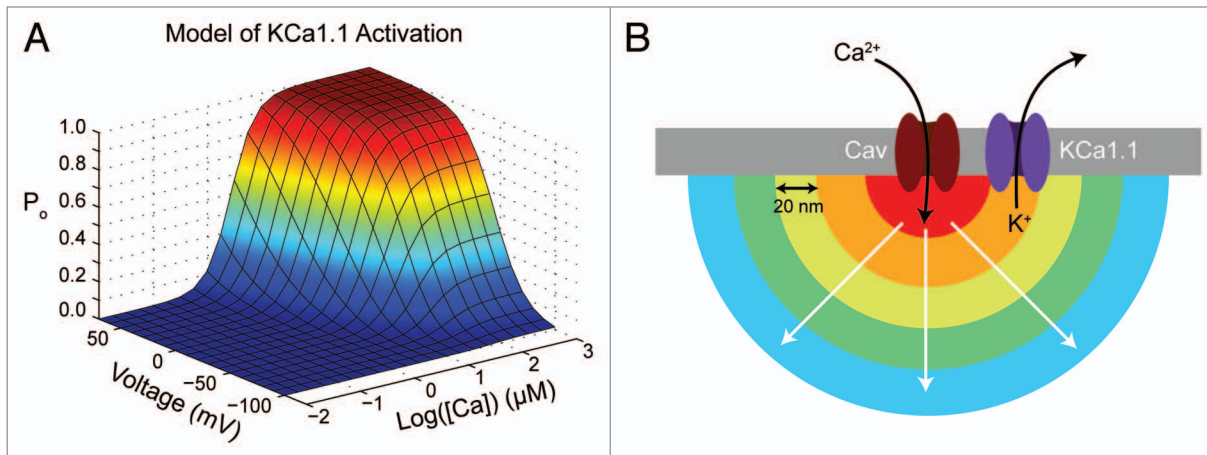 A
Model of KCa1.1 Activation
1.0
0.8
0.6
0.4
0.2
0.0
Po
50
0
−50
−100
Voltage (mV)
−2
−1
0
1
2
3
Log([Ca]) (μM)
B
Ca²⁺
Cav
KCa1.1
20 nm
K⁺